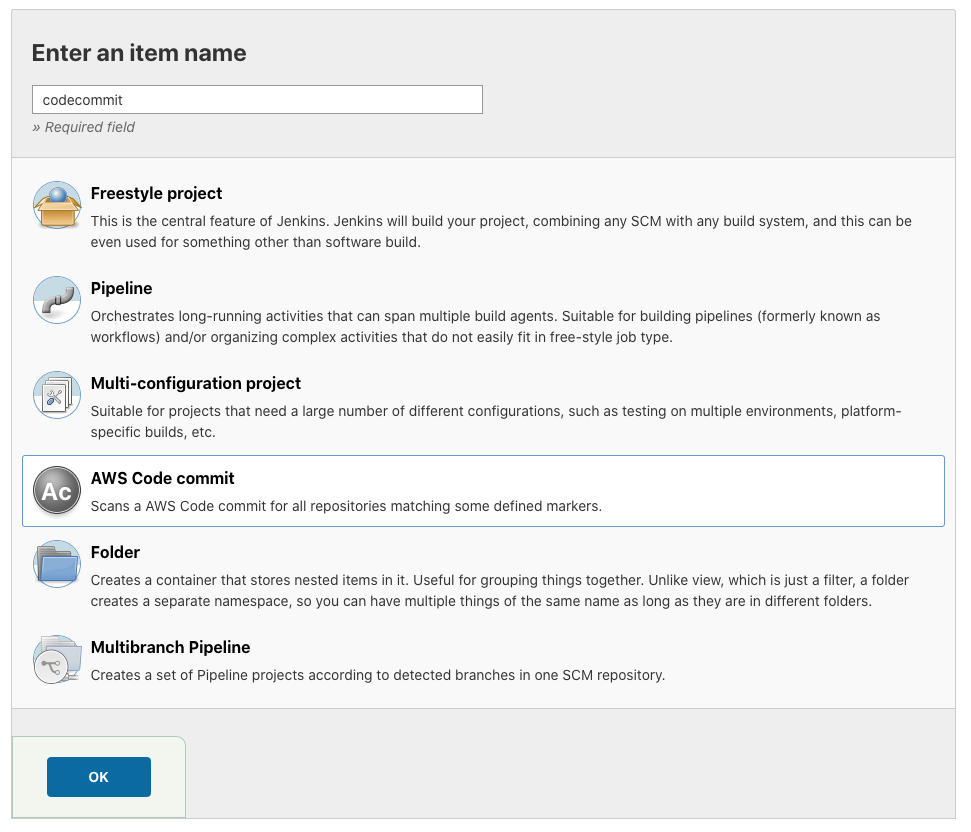 Enter an item name
codecommit
» Required field
Freestyle project
This is the central feature of Jenkins. Jenkins will build your project, combining any SCM with any build system, and this can be
even used for something other than software build.
Pipeline
Orchestrates long-running activities that can span multiple build agents. Suitable for building pipelines (formerly known as
workflows) and/or organizing complex activities that do not easily fit in free-style job type.
Multi-configuration project
Suitable for projects that need a large number of different configurations, such as testing on multiple environments, platform-
specific builds, etc.
Ac
AWS Code commit
Scans a AWS Code commit for all repositories matching some defined markers.
Folder
Creates a container that stores nested items in it. Useful for grouping things together. Unlike view, which is just a filter, a folder
creates a separate namespace, so you can have multiple things of the same name as long as they are in different folders.
Multibranch Pipeline
Creates a set of Pipeline projects according to detected branches in one SCM repository.
OK